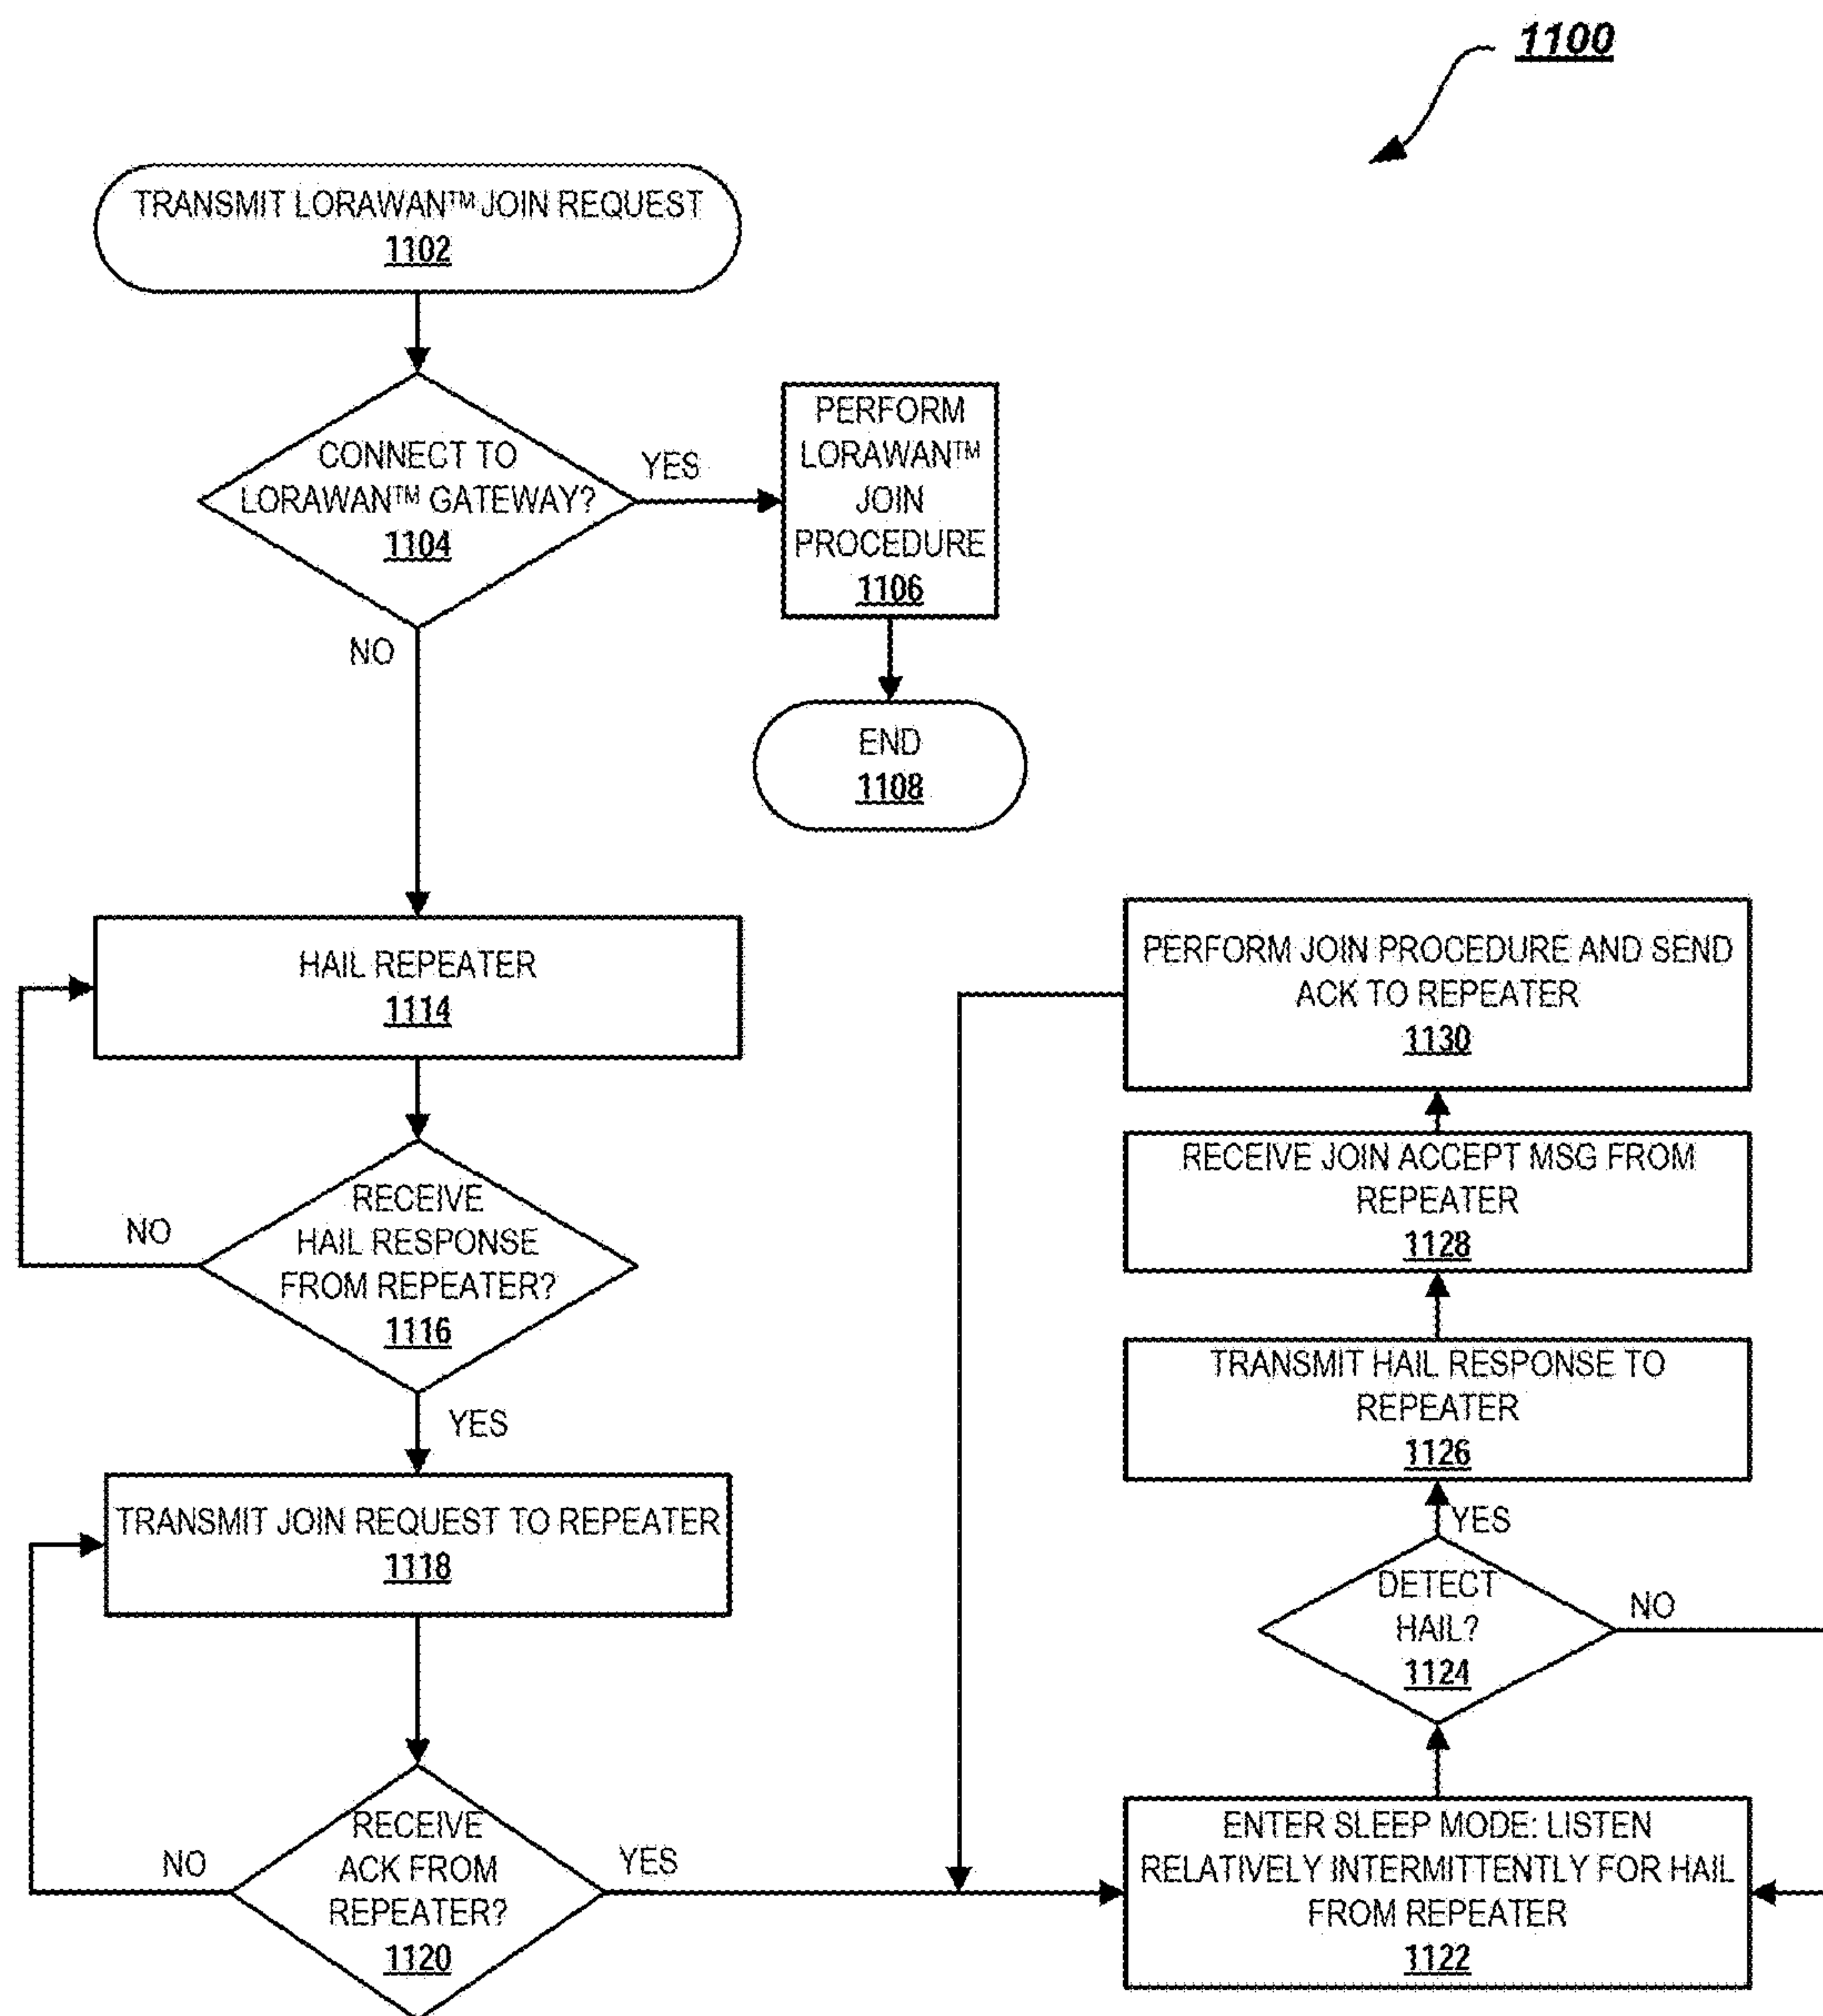 1100
TRANSMIT LORAWAN™ JOIN REQUEST
1102
CONNECT TO
LORAWAN™ GATEWAY?
1104
YES
NO
PERFORM
LORAWAN™
JOIN
PROCEDURE
1106
END
1108
HAIL REPEATER
1114
RECEIVE
HAIL RESPONSE
FROM REPEATER?
1116
NO
YES
TRANSMIT JOIN REQUEST TO REPEATER
1118
RECEIVE
ACK FROM
REPEATER?
1120
NO
YES
ENTER SLEEP MODE: LISTEN
RELATIVELY INTERMITTENTLY FOR HAIL
FROM REPEATER
1122
DETECT
HAIL?
1124
NO
YES
TRANSMIT HAIL RESPONSE TO
REPEATER
1126
RECEIVE JOIN ACCEPT MSG FROM
REPEATER
1128
PERFORM JOIN PROCEDURE AND SEND
ACK TO REPEATER
1130